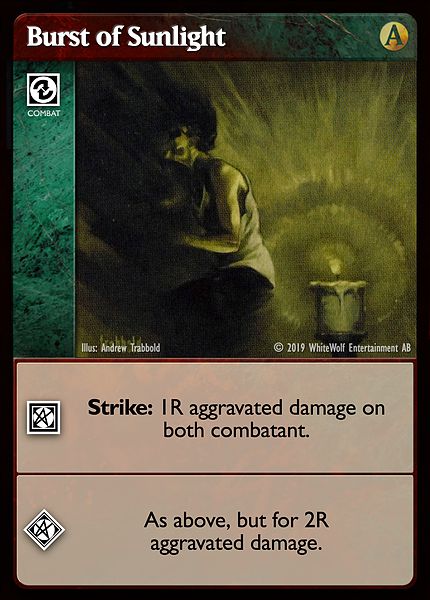 Burst of Sunlight
A
COMBAT
Illus: Andrew Trabbold
© 2019 WhiteWolf Entertainment AB
Strike: 1R aggravated damage on
both combatant.
As above, but for 2R
aggravated damage.